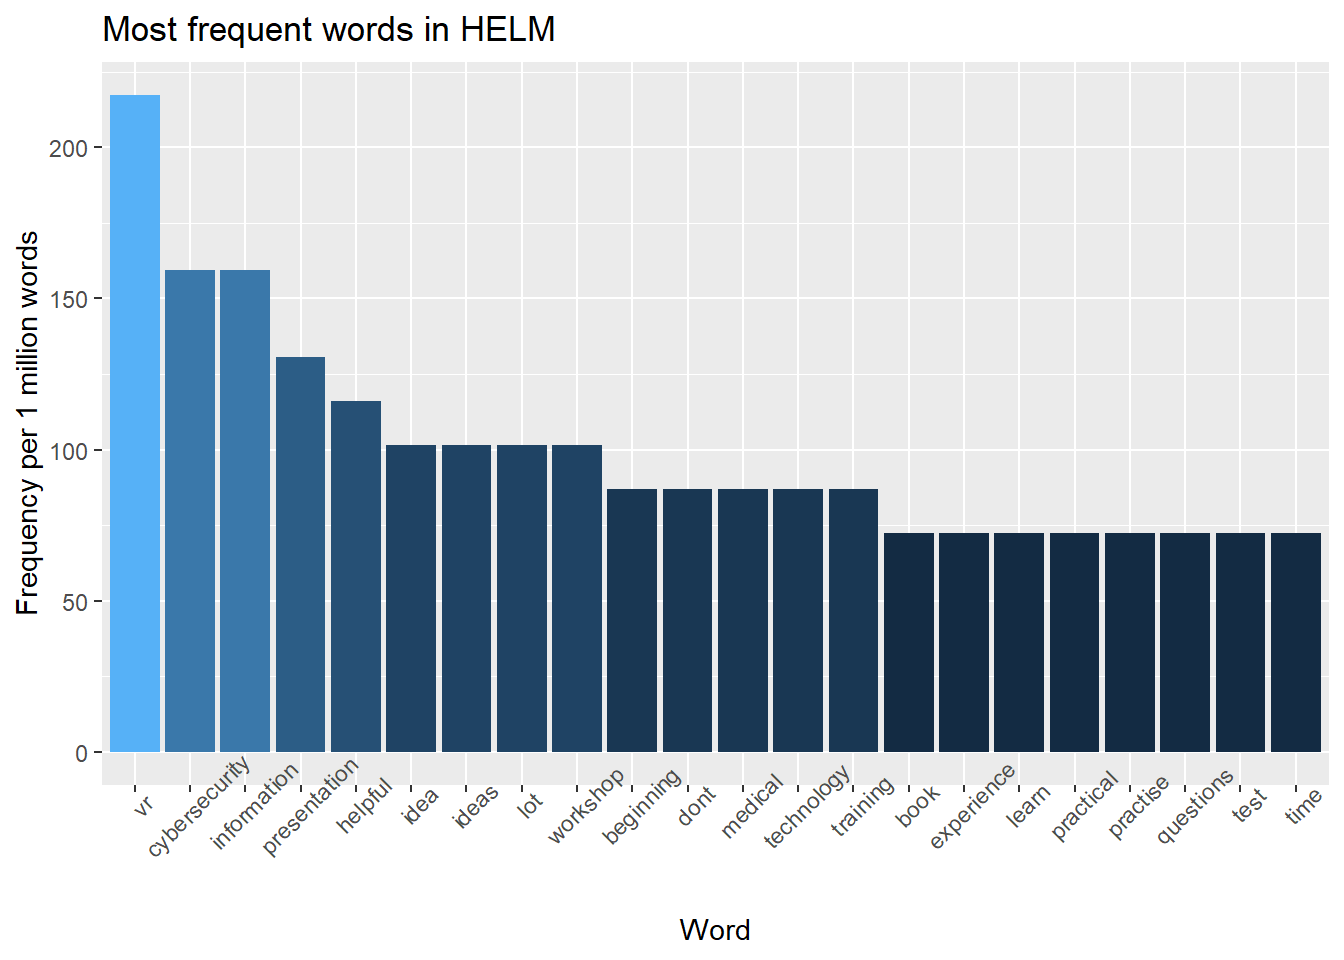 Most frequent words in HELM
Frequency per 1 million words
200
150
100
50
0
vr
cybersecurity
information
presentation
helpful
idea
ideas
lot
workshop
beginning
dont
medical
technology
training
book
experience
learn
practical
practise
questions
test
time
Word